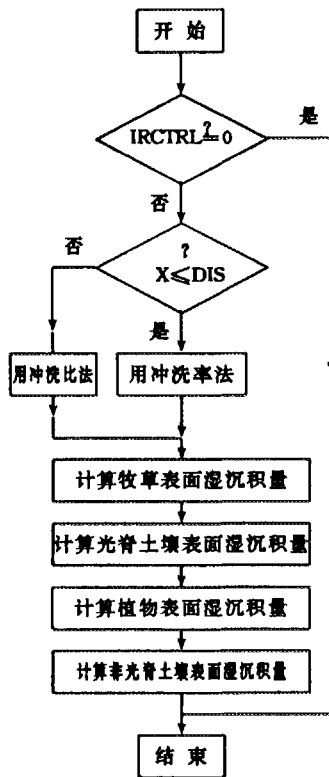 开 始
是
IRCTRL≟0
否
否
?
X≤DIS
是
用冲洗比法
用冲洗率法
计算牧草表面湿沉积量
计算光脊土壤表面湿沉积量
计算植物表面湿沉积量
计算非光脊土壤表面湿沉积量
结 束